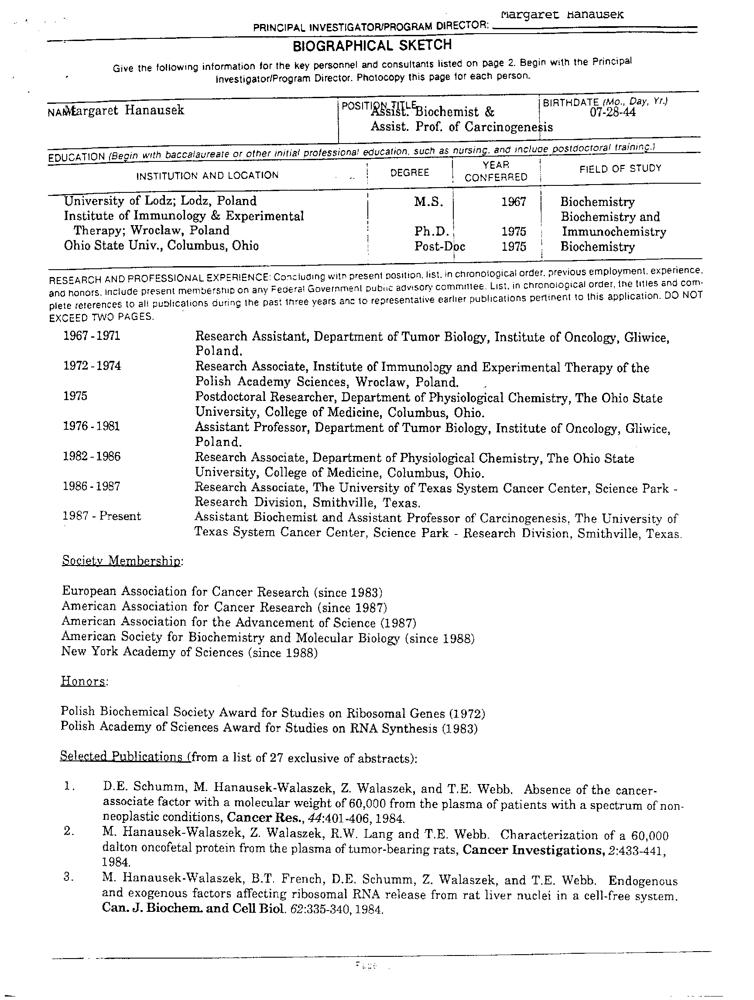 Margaret Hanausek
PRINCIPAL INVESTIGATOR/PROGRAM DIRECTOR:
BIOGRAPHICAL SKETCH
Give the following information for the key personnel and consultants listed on page 2. Begin with the Principal
Investigator/Program Director. Photocopy this page for each person.
NAME Margaret Hanausek
POSITION TITLE Assist. Biochemist &
Assist. Prof. of Carcinogenesis
BIRTHDATE (Mo., Day, Yr.)
07-28-44
EDUCATION (Begin with baccalaureate or other initial professional education, such as nursing, and include postdoctoral training.)
INSTITUTION AND LOCATION DEGREE YEAR CONFERRED FIELD OF STUDY
University of Lodz; Lodz, Poland M.S. 1967 Biochemistry
Institute of Immunology & Experimental Biochemistry and
Therapy; Wroclaw, Poland Ph.D. 1975 Immunochemistry
Ohio State Univ., Columbus, Ohio Post-Doc 1975 Biochemistry
RESEARCH AND PROFESSIONAL EXPERIENCE: Concluding with present position, list, in chronological order, previous employment, experience,
and honors. Include present membership on any Federal Government public advisory committee. List, in chronological order, the titles and com-
plete references to all publications during the past three years and to representative earlier publications pertinent to this application. DO NOT
EXCEED TWO PAGES.
1967 - 1971 Research Assistant, Department of Tumor Biology, Institute of Oncology, Gliwice,
Poland.
1972 - 1974 Research Associate, Institute of Immunology and Experimental Therapy of the
Polish Academy Sciences, Wroclaw, Poland.
1975 Postdoctoral Researcher, Department of Physiological Chemistry, The Ohio State
University, College of Medicine, Columbus, Ohio.
1976 - 1981 Assistant Professor, Department of Tumor Biology, Institute of Oncology, Gliwice,
Poland.
1982 - 1986 Research Associate, Department of Physiological Chemistry, The Ohio State
University, College of Medicine, Columbus, Ohio.
1986 - 1987 Research Associate, The University of Texas System Cancer Center, Science Park -
Research Division, Smithville, Texas.
1987 - Present Assistant Biochemist and Assistant Professor of Carcinogenesis, The University of
Texas System Cancer Center, Science Park - Research Division, Smithville, Texas.
Society Membership:
European Association for Cancer Research (since 1983)
American Association for Cancer Research (since 1987)
American Association for the Advancement of Science (1987)
American Society for Biochemistry and Molecular Biology (since 1988)
New York Academy of Sciences (since 1988)
Honors:
Polish Biochemical Society Award for Studies on Ribosomal Genes (1972)
Polish Academy of Sciences Award for Studies on RNA Synthesis (1983)
Selected Publications (from a list of 27 exclusive of abstracts):
1. D.E. Schumm, M. Hanausek-Walaszek, Z. Walaszek, and T.E. Webb. Absence of the cancer-
associate factor with a molecular weight of 60,000 from the plasma of patients with a spectrum of non-
neoplastic conditions, Cancer Res., 44:401-406, 1984.
2. M. Hanausek-Walaszek, Z. Walaszek, R.W. Lang and T.E. Webb. Characterization of a 60,000
dalton oncofetal protein from the plasma of tumor-bearing rats, Cancer Investigations, 2:433-441,
1984.
3. M. Hanausek-Walaszek, B.T. French, D.E. Schumm, Z. Walaszek, and T.E. Webb. Endogenous
and exogenous factors affecting ribosomal RNA release from rat liver nuclei in a cell-free system.
Can. J. Biochem. and Cell Biol. 62:335-340, 1984.